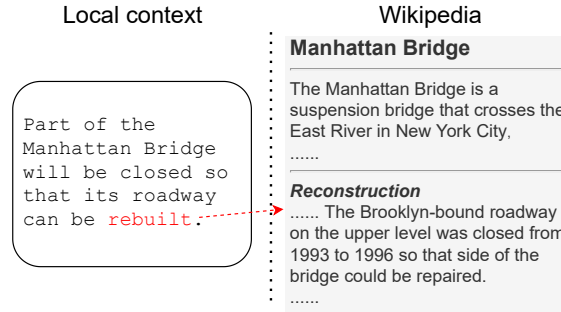 Local context
Part of the
Manhattan Bridge
will be closed so
that its roadway
can be rebuilt.
Wikipedia
Manhattan Bridge
The Manhattan Bridge is a
suspension bridge that crosses the
East River in New York City,
......
Reconstruction
...... The Brooklyn-bound roadway
on the upper level was closed from
1993 to 1996 so that side of the
bridge could be repaired.
......